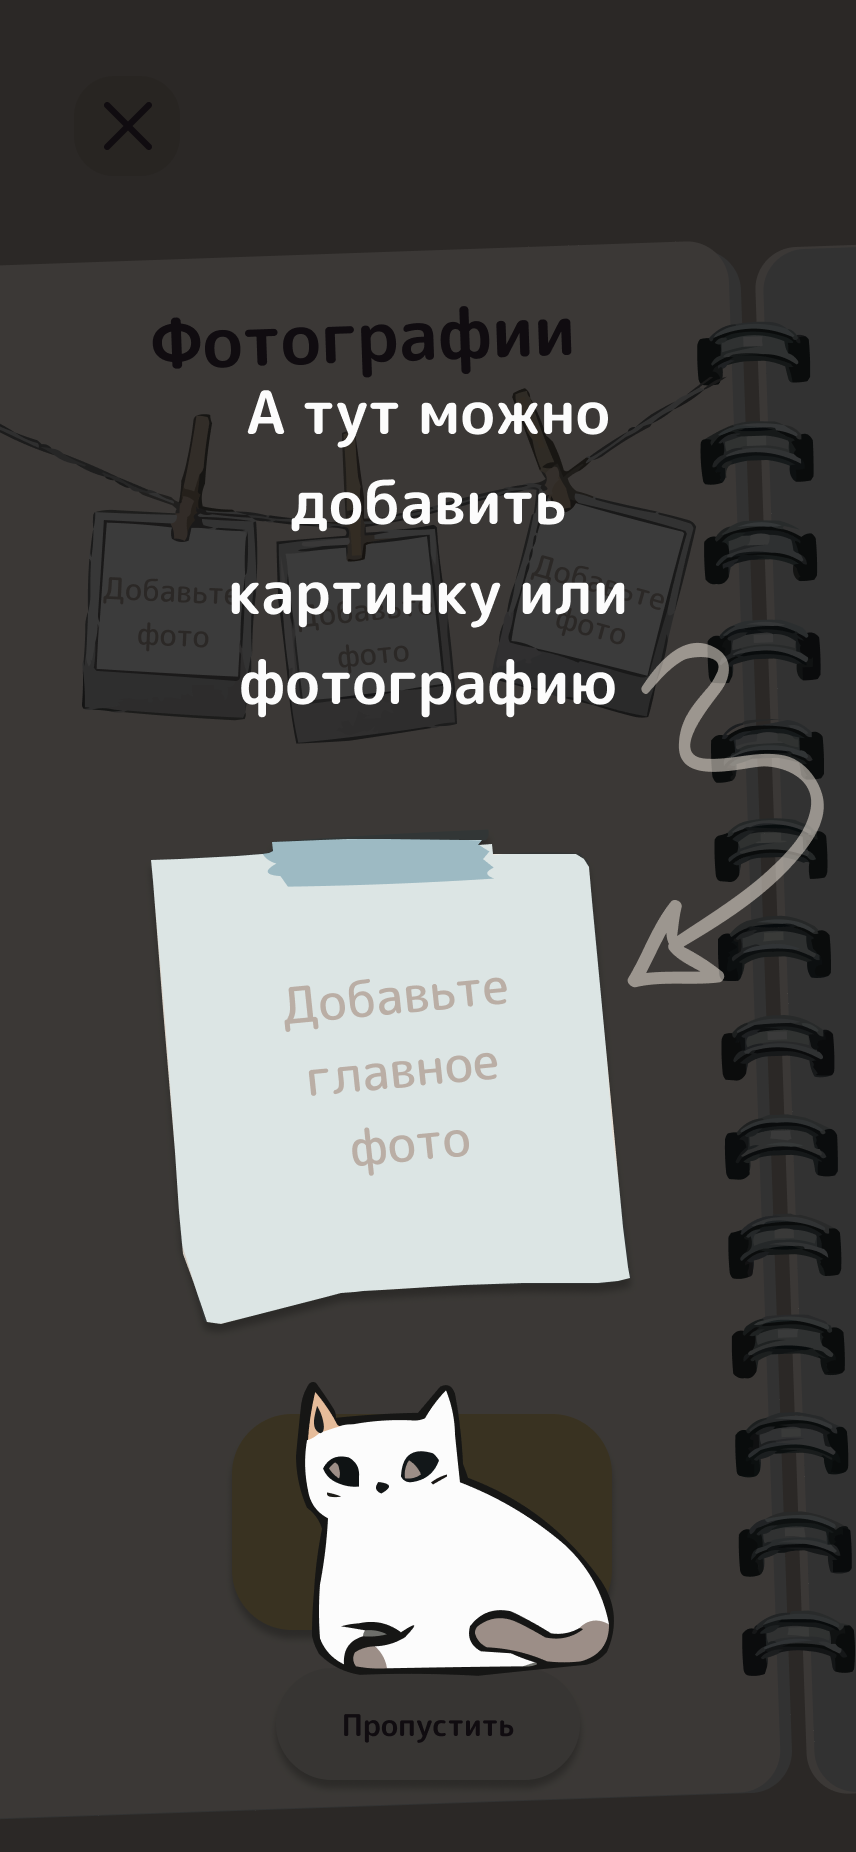 Фотографии
А тут можно
добавить
картинку или
фотографию
Добавьте
фото
Добавьте
фото
Добавьте
фото
Добавьте
главное
фото
Пропустить